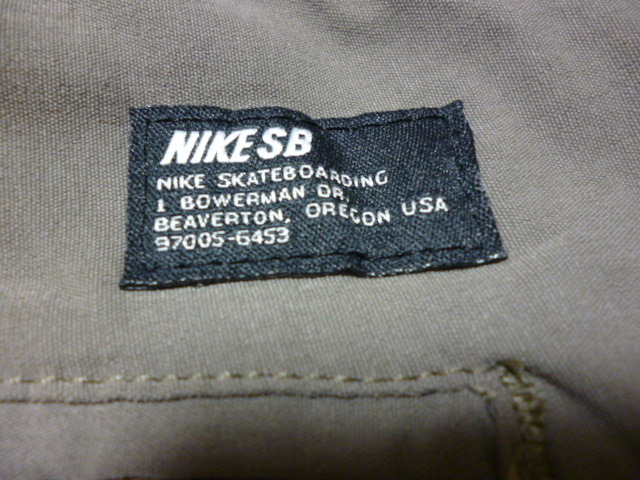 NIKE SB
NIKE SKATEBOARDING
1 BOWERMAN DR.
BEAVERTON, OREGON USA
97005-6453